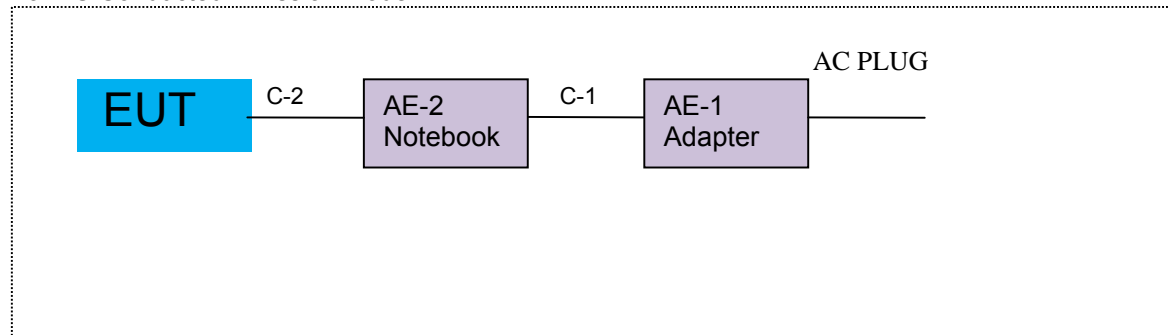 AC PLUG
EUT
C-2
AE-2
Notebook
C-1
AE-1
Adapter